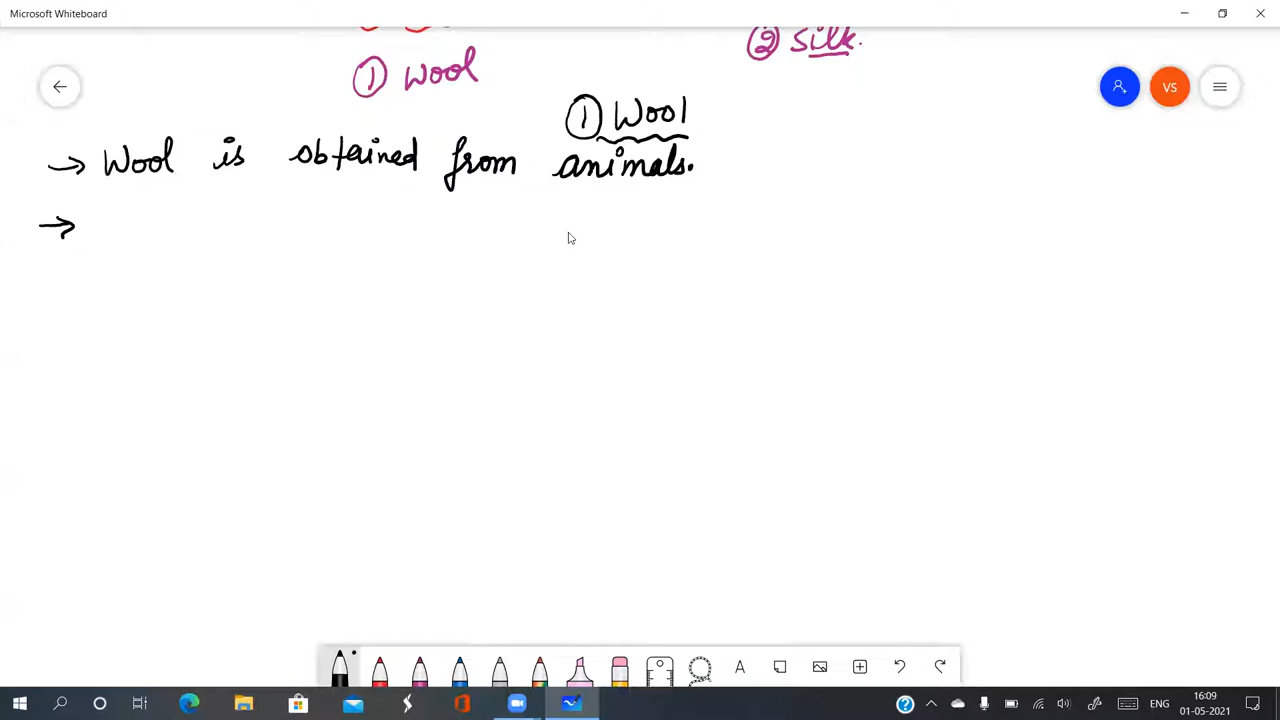 Microsoft Whiteboard
② Silk.
① Wool
VS
① Wool
→ Wool is obtained from animals.
→
A
ENG
16:09
01-05-2021